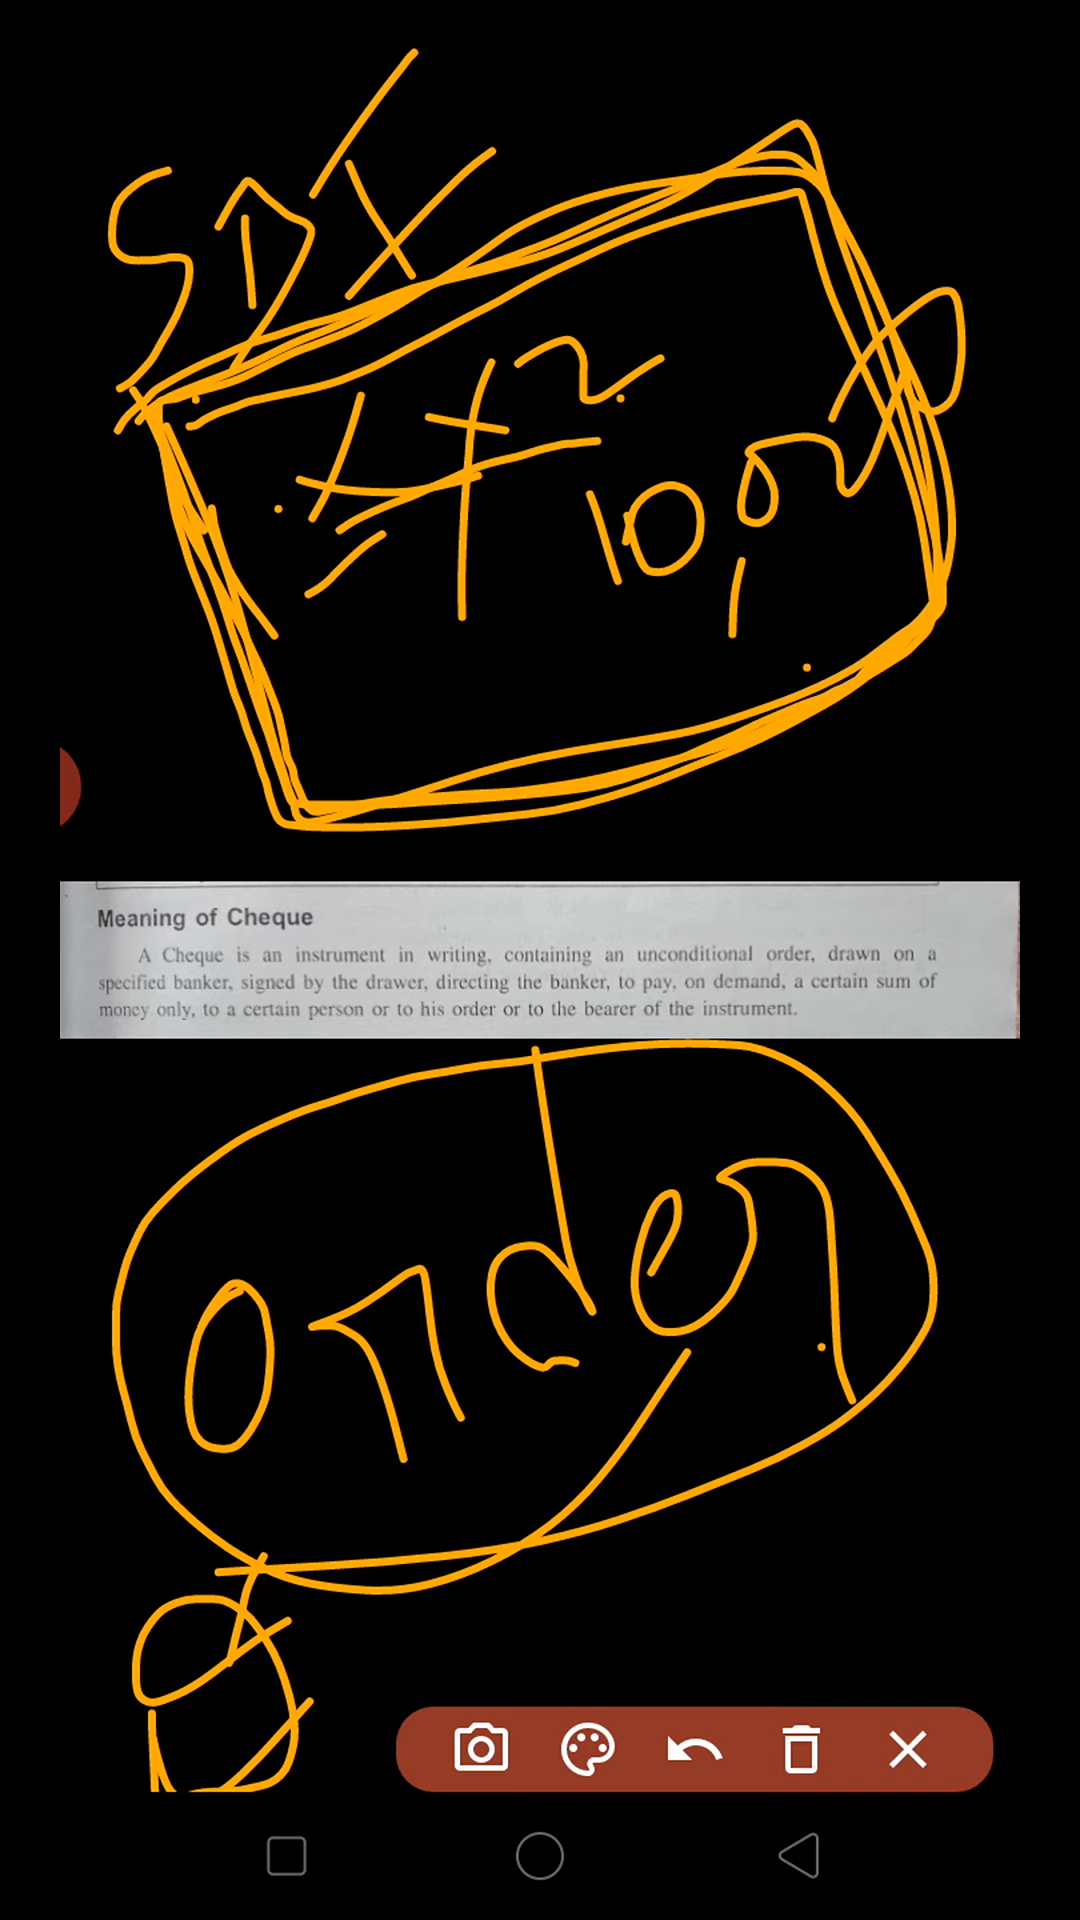 Meaning of Cheque
A Cheque is an instrument in writing, containing an unconditional order, drawn on a
specified banker, signed by the drawer, directing the banker, to pay, on demand, a certain sum of
money only, to a certain person or to his order or to the bearer of the instrument.
order